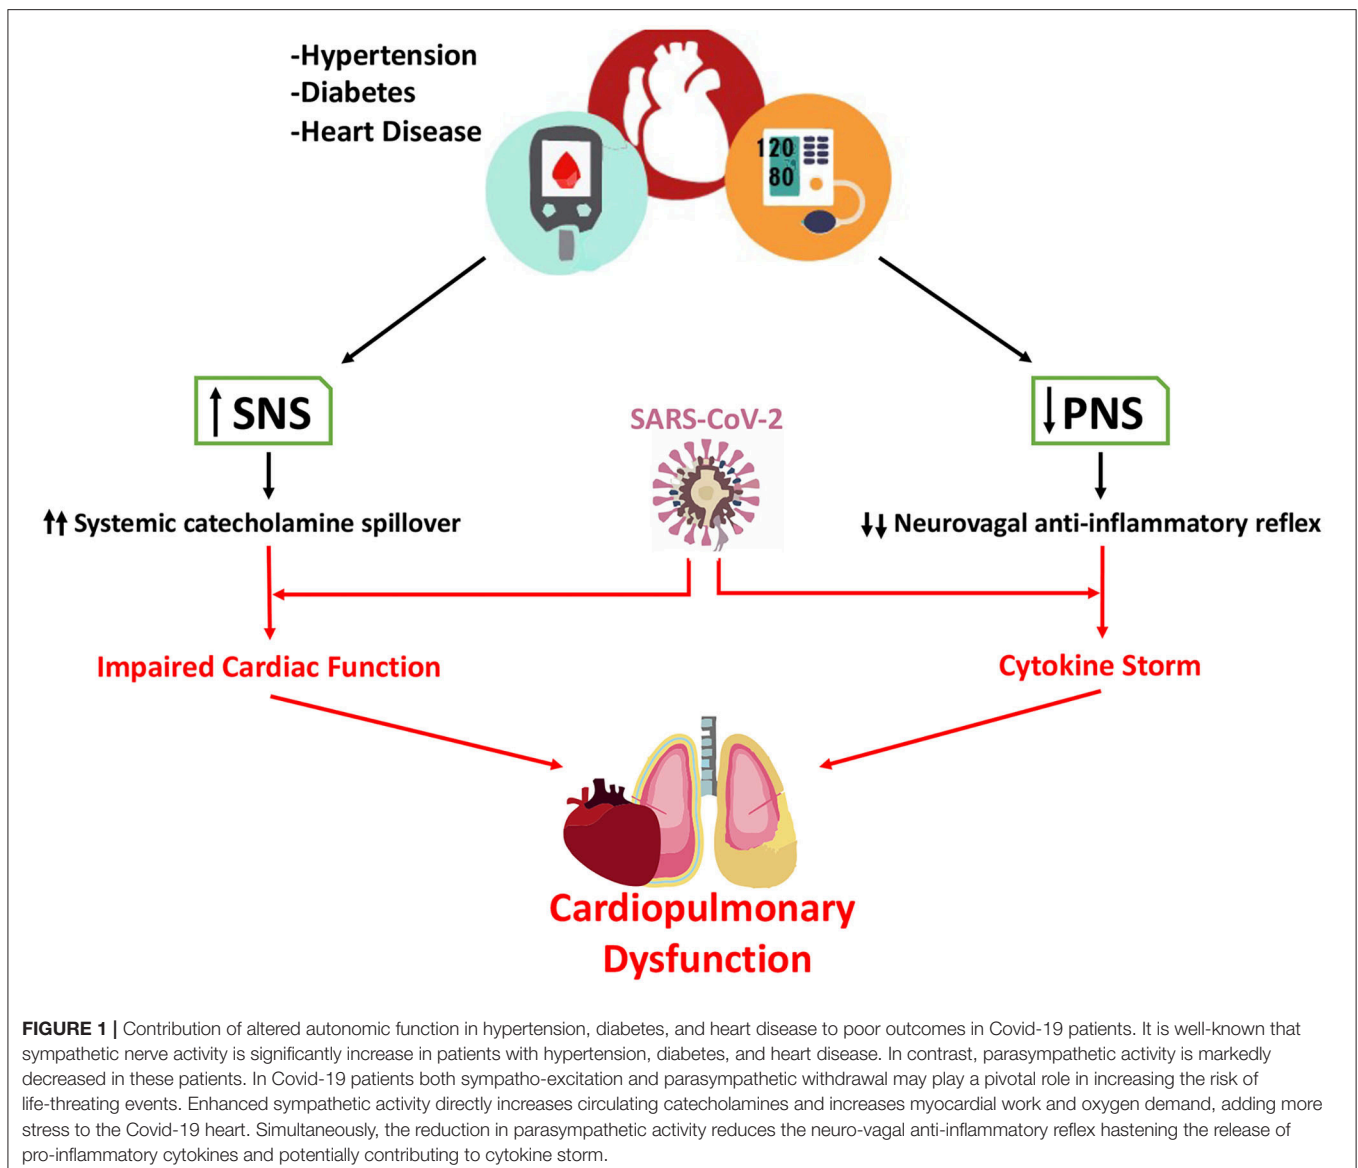 -Hypertension
-Diabetes
-Heart Disease
120
80
↑ SNS
SARS-CoV-2
↓ PNS
↑↑ Systemic catecholamine spillover
↓↓ Neurovagal anti-inflammatory reflex
Impaired Cardiac Function
Cytokine Storm
Cardiopulmonary
Dysfunction
FIGURE 1 | Contribution of altered autonomic function in hypertension, diabetes, and heart disease to poor outcomes in Covid-19 patients. It is well-known that
sympathetic nerve activity is significantly increase in patients with hypertension, diabetes, and heart disease. In contrast, parasympathetic activity is markedly
decreased in these patients. In Covid-19 patients both sympatho-excitation and parasympathetic withdrawal may play a pivotal role in increasing the risk of
life-threating events. Enhanced sympathetic activity directly increases circulating catecholamines and increases myocardial work and oxygen demand, adding more
stress to the Covid-19 heart. Simultaneously, the reduction in parasympathetic activity reduces the neuro-vagal anti-inflammatory reflex hastening the release of
pro-inflammatory cytokines and potentially contributing to cytokine storm.